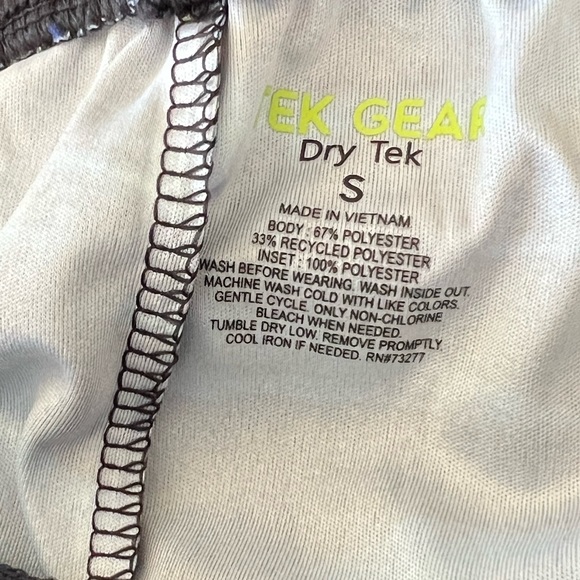 TEK GEAR
Dry Tek
S
MADE IN VIETNAM
BODY : 67% POLYESTER
33% RECYCLED POLYESTER
INSET : 100% POLYESTER
WASH BEFORE WEARING. WASH INSIDE OUT.
MACHINE WASH COLD WITH LIKE COLORS.
GENTLE CYCLE. ONLY NON-CHLORINE
BLEACH WHEN NEEDED.
TUMBLE DRY LOW. REMOVE PROMPTLY.
COOL IRON IF NEEDED. RN#73277